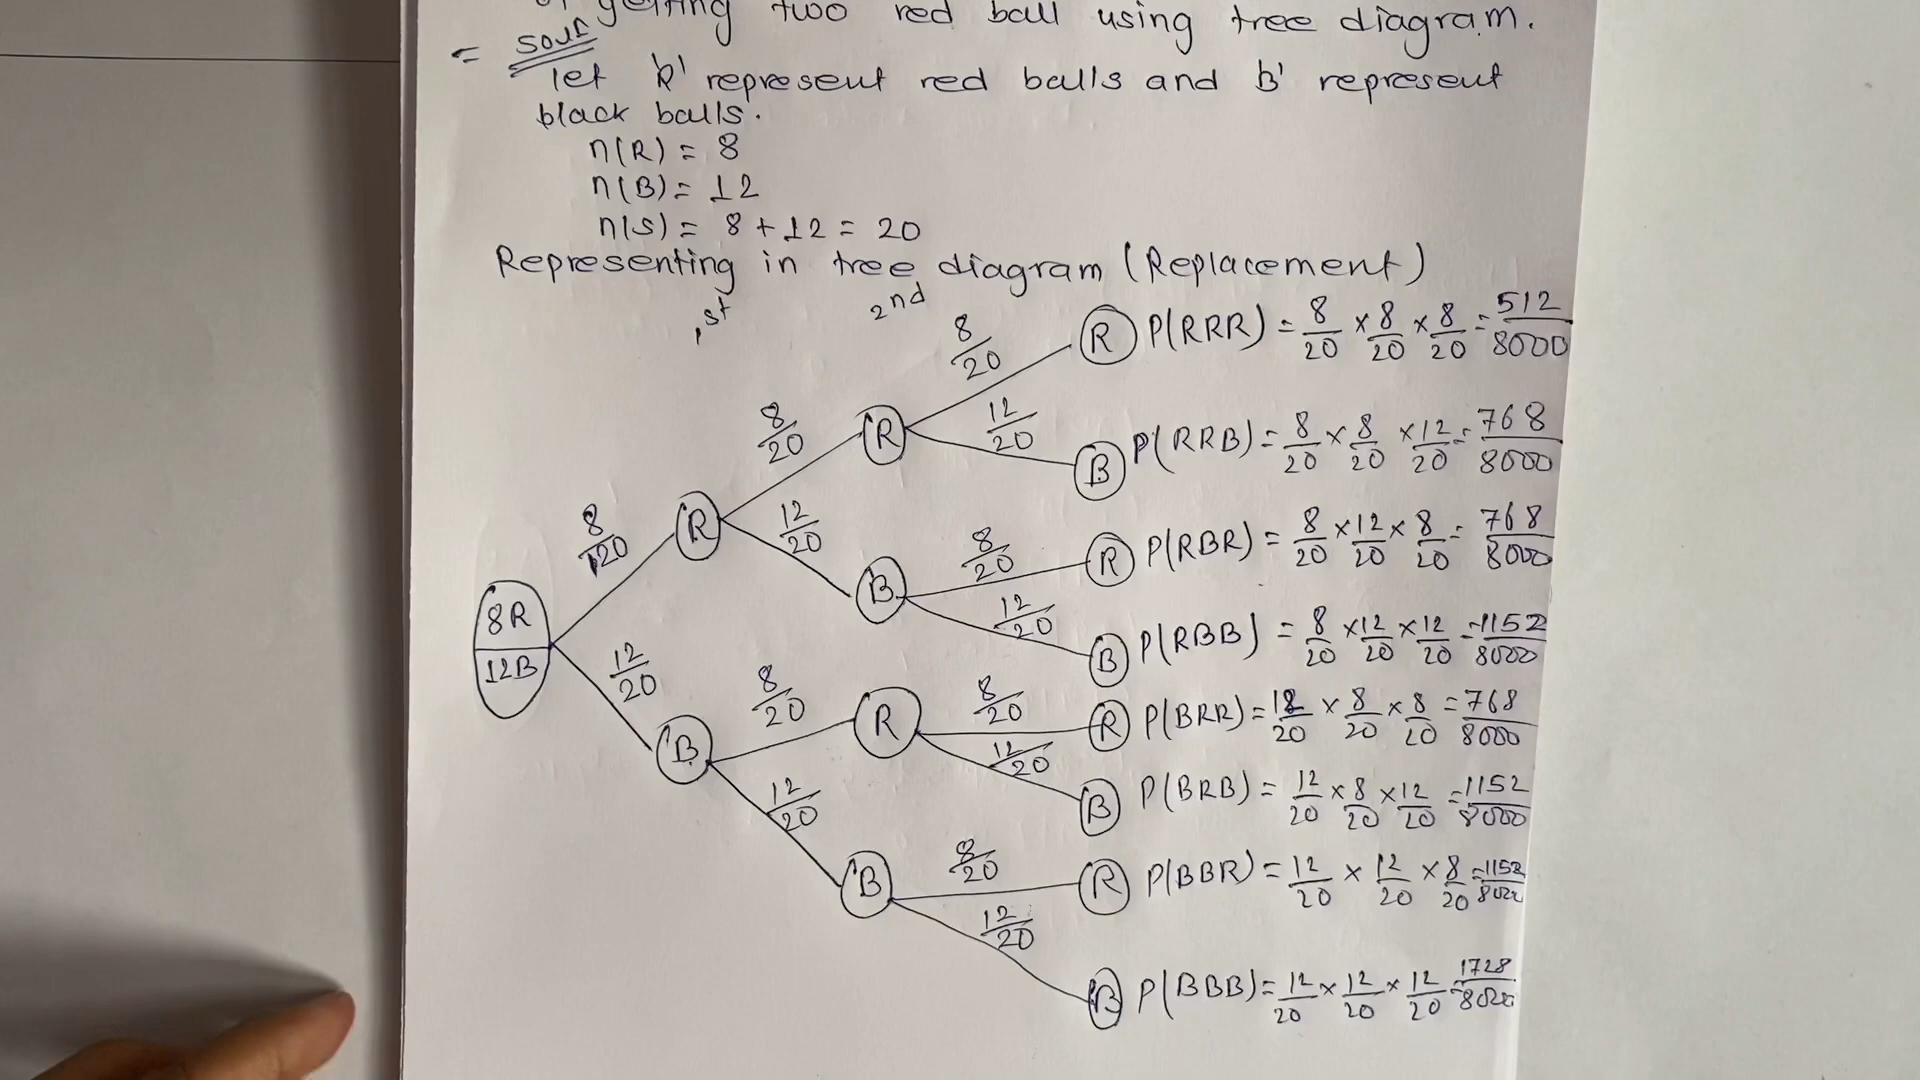 of getting two red ball using tree diagram.
= Soln
let 'R' represent red balls and B' represent
black balls.
n(R) = 8
n(B) = 12
n(S) = 8 + 12 = 20
Representing in tree diagram (Replacement)
1st 2nd
8/20 R P(RRR) = 8/20 × 8/20 × 8/20 = 512/8000
8/20 R 12/20 B P(RRB) = 8/20 × 8/20 × 12/20 = 768/8000
8/20 R 12/20 B 8/20 R P(RBR) = 8/20 × 12/20 × 8/20 = 768/8000
12/20 B P(RBB) = 8/20 × 12/20 × 12/20 = 1152/8000
8R
12B
12/20 B 8/20 R 8/20 R P(BRR) = 12/20 × 8/20 × 8/20 = 768/8000
12/20 B P(BRB) = 12/20 × 8/20 × 12/20 = 1152/8000
12/20 B 8/20 R P(BBR) = 12/20 × 12/20 × 8/20 = 1152/8000
12/20 B P(BBB) = 12/20 × 12/20 × 12/20 = 1728/8000